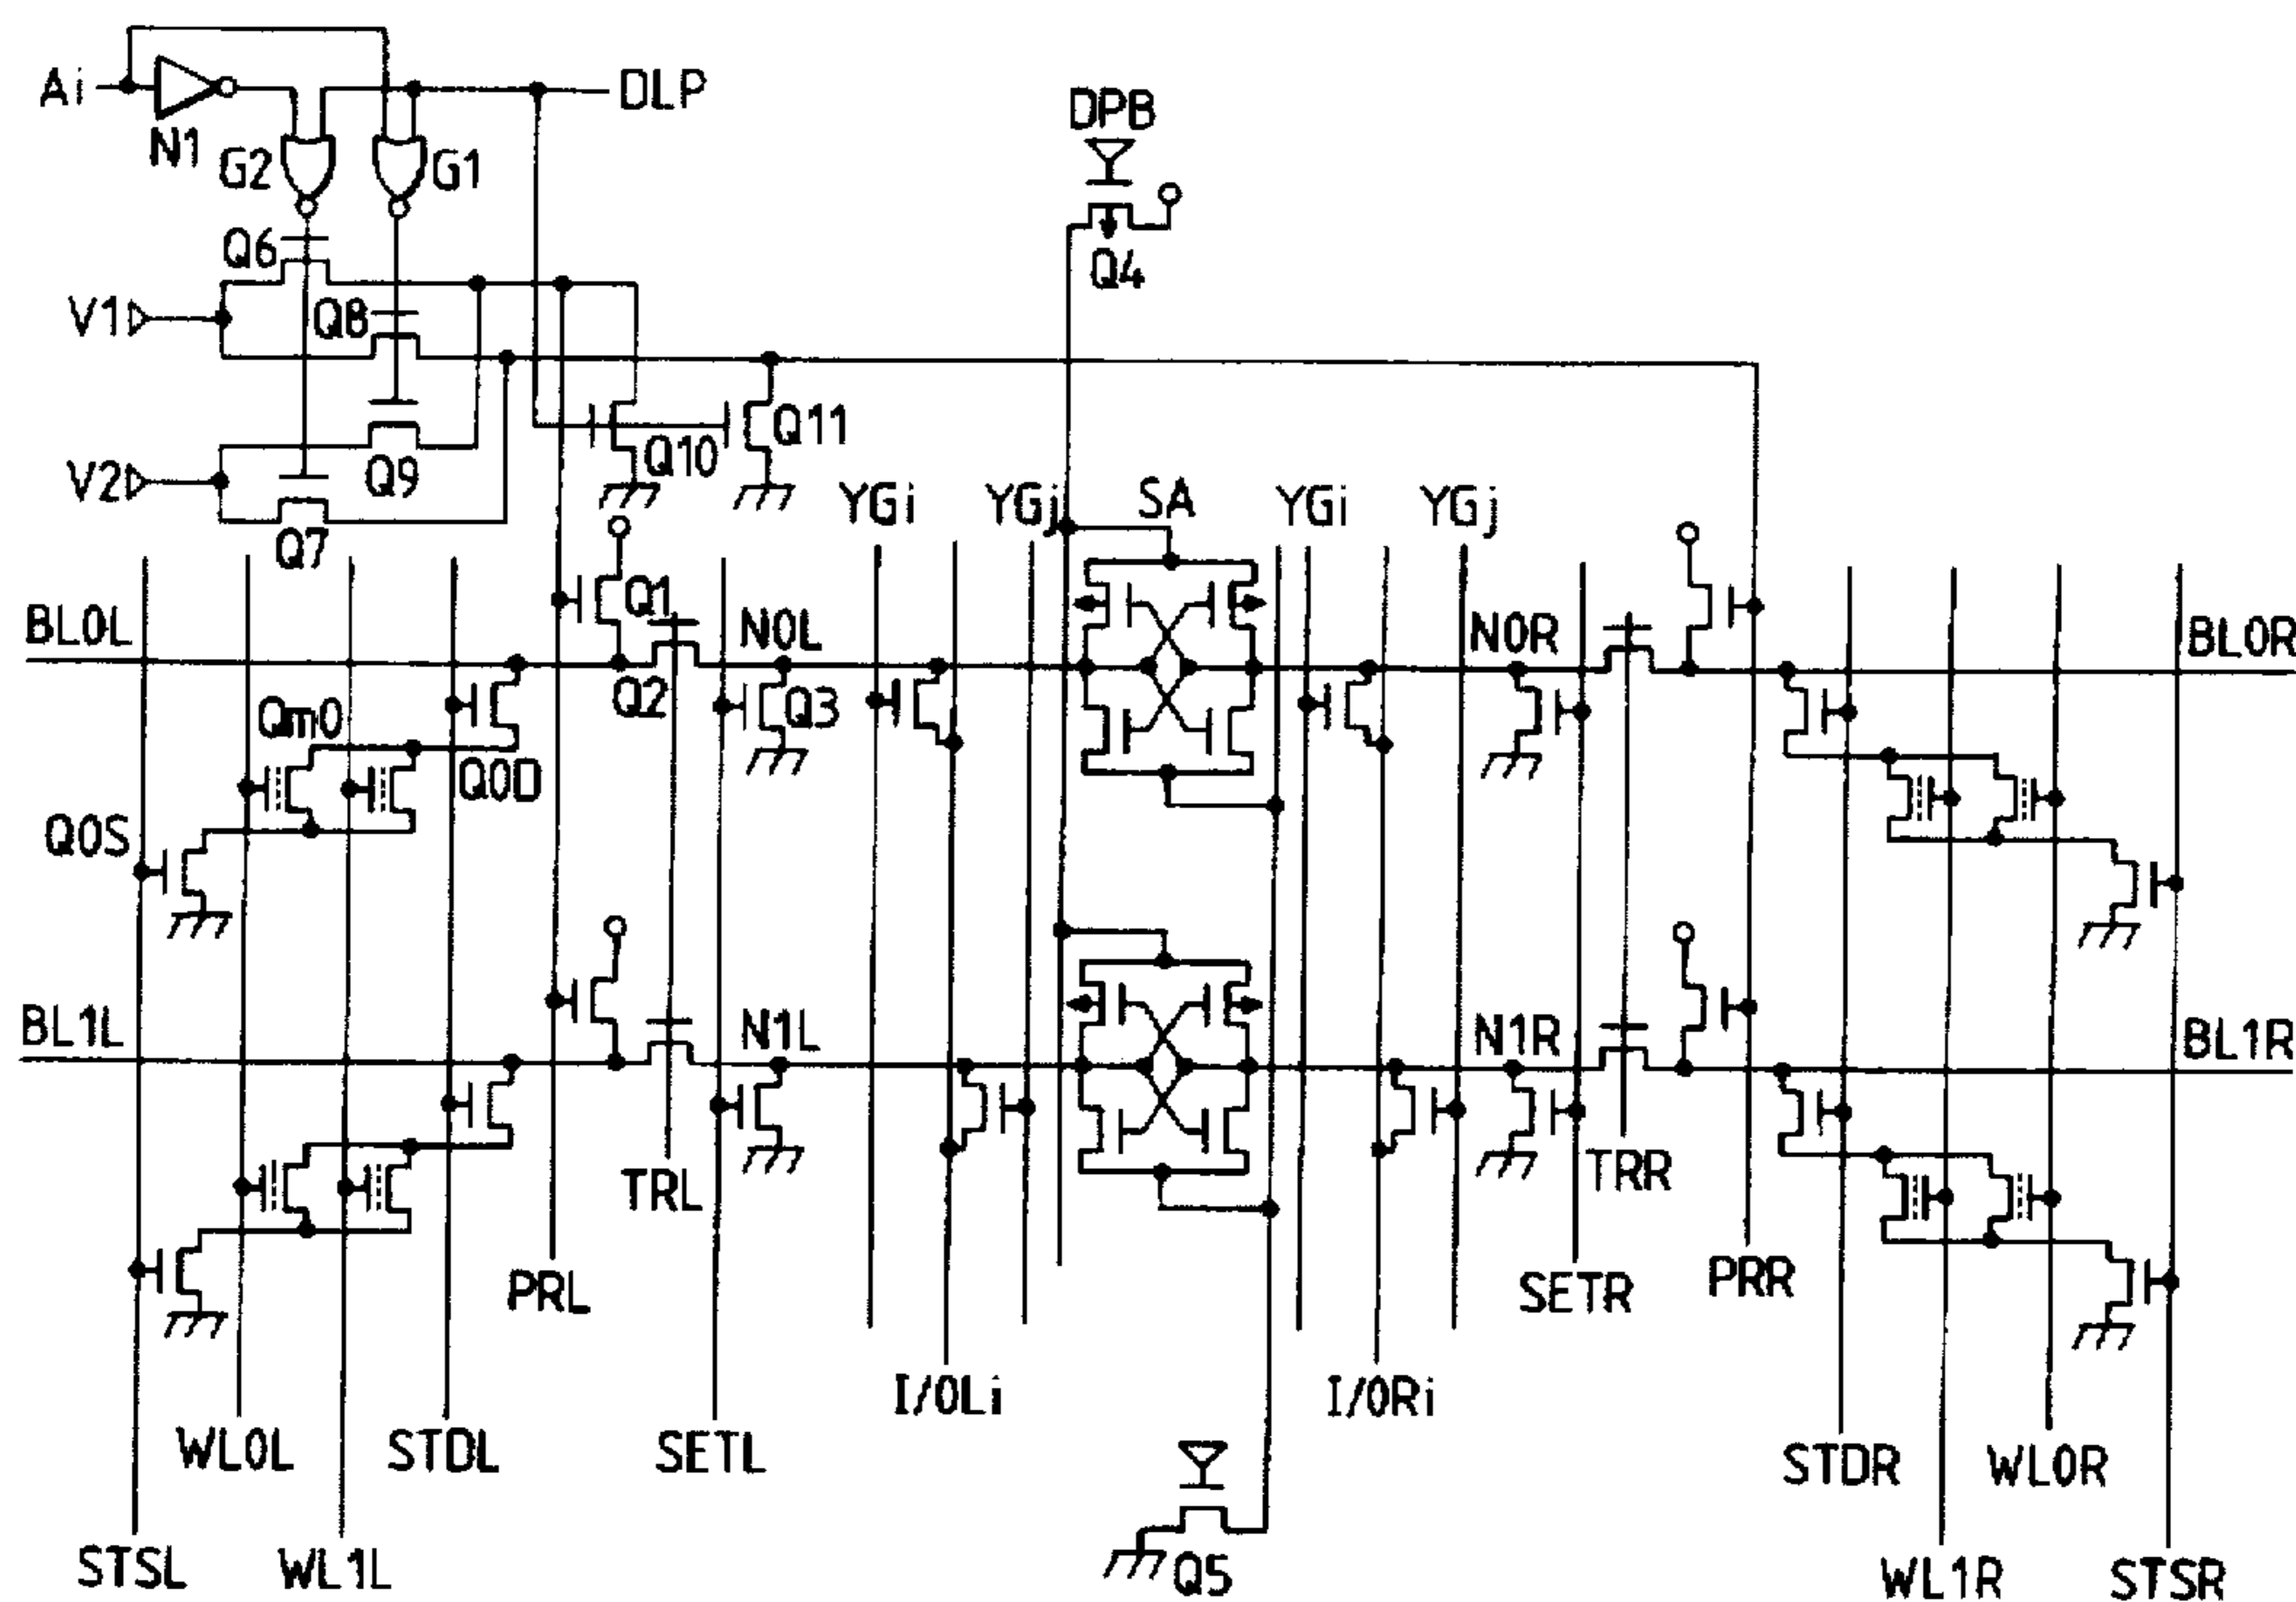 Ai
DLP
N1
G2
G1
DPB
Q6
Q4
V1
Q8
Q11
Q10
V2
Q9
YGi
YGj
SA
YGi
YGj
Q7
Q1
BL0L
N0L
N0R
BL0R
Q2
Q3
Qm0
Q0D
Q0S
BL1L
N1L
N1R
BL1R
TRL
TRR
PRL
SETR
PRR
I/OLi
I/ORi
WL0L
STDL
SETL
STDR
WL0R
STSL
WL1L
Q5
WL1R
STSR